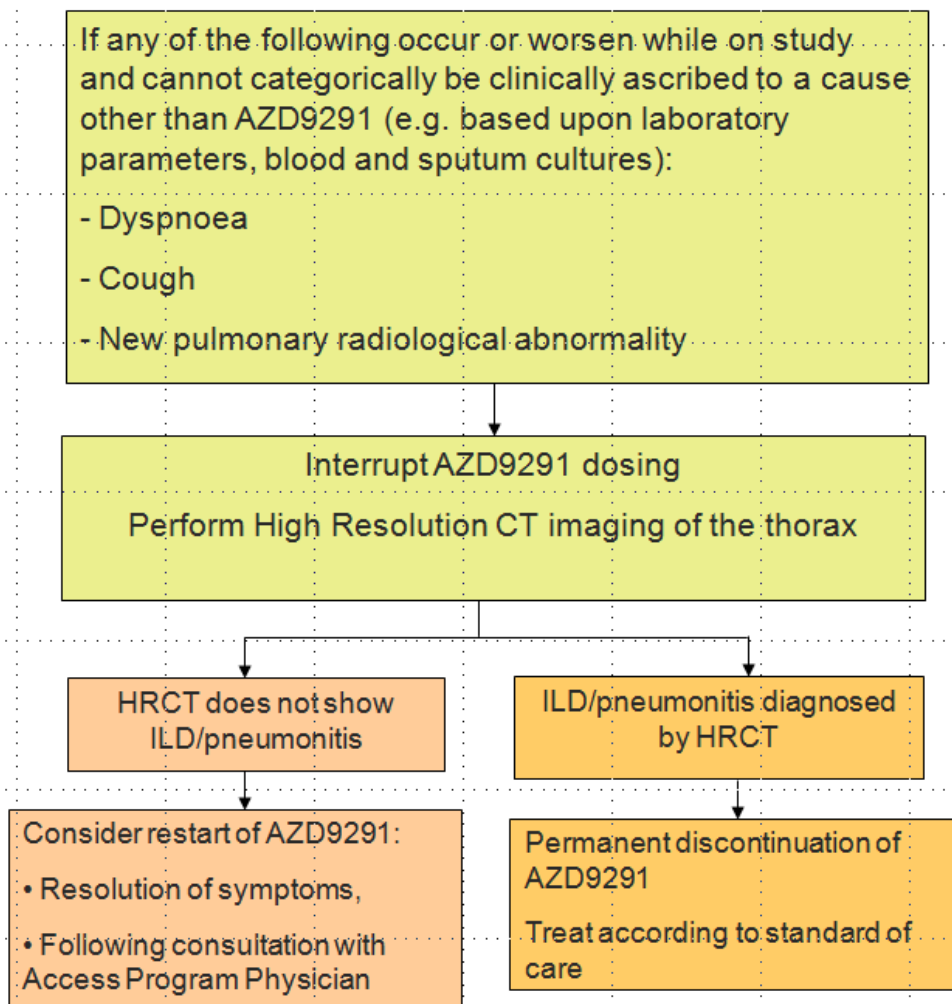 If any of the following occur or worsen while on study
and cannot categorically be clinically ascribed to a cause
other than AZD9291 (e.g. based upon laboratory
parameters, blood and sputum cultures):
- Dyspnoea
- Cough
- New pulmonary radiological abnormality
Interrupt AZD9291 dosing
Perform High Resolution CT imaging of the thorax
HRCT does not show
ILD/pneumonitis
ILD/pneumonitis diagnosed
by HRCT
Consider restart of AZD9291:
• Resolution of symptoms,
• Following consultation with
Access Program Physician
Permanent discontinuation of
AZD9291
Treat according to standard of
care